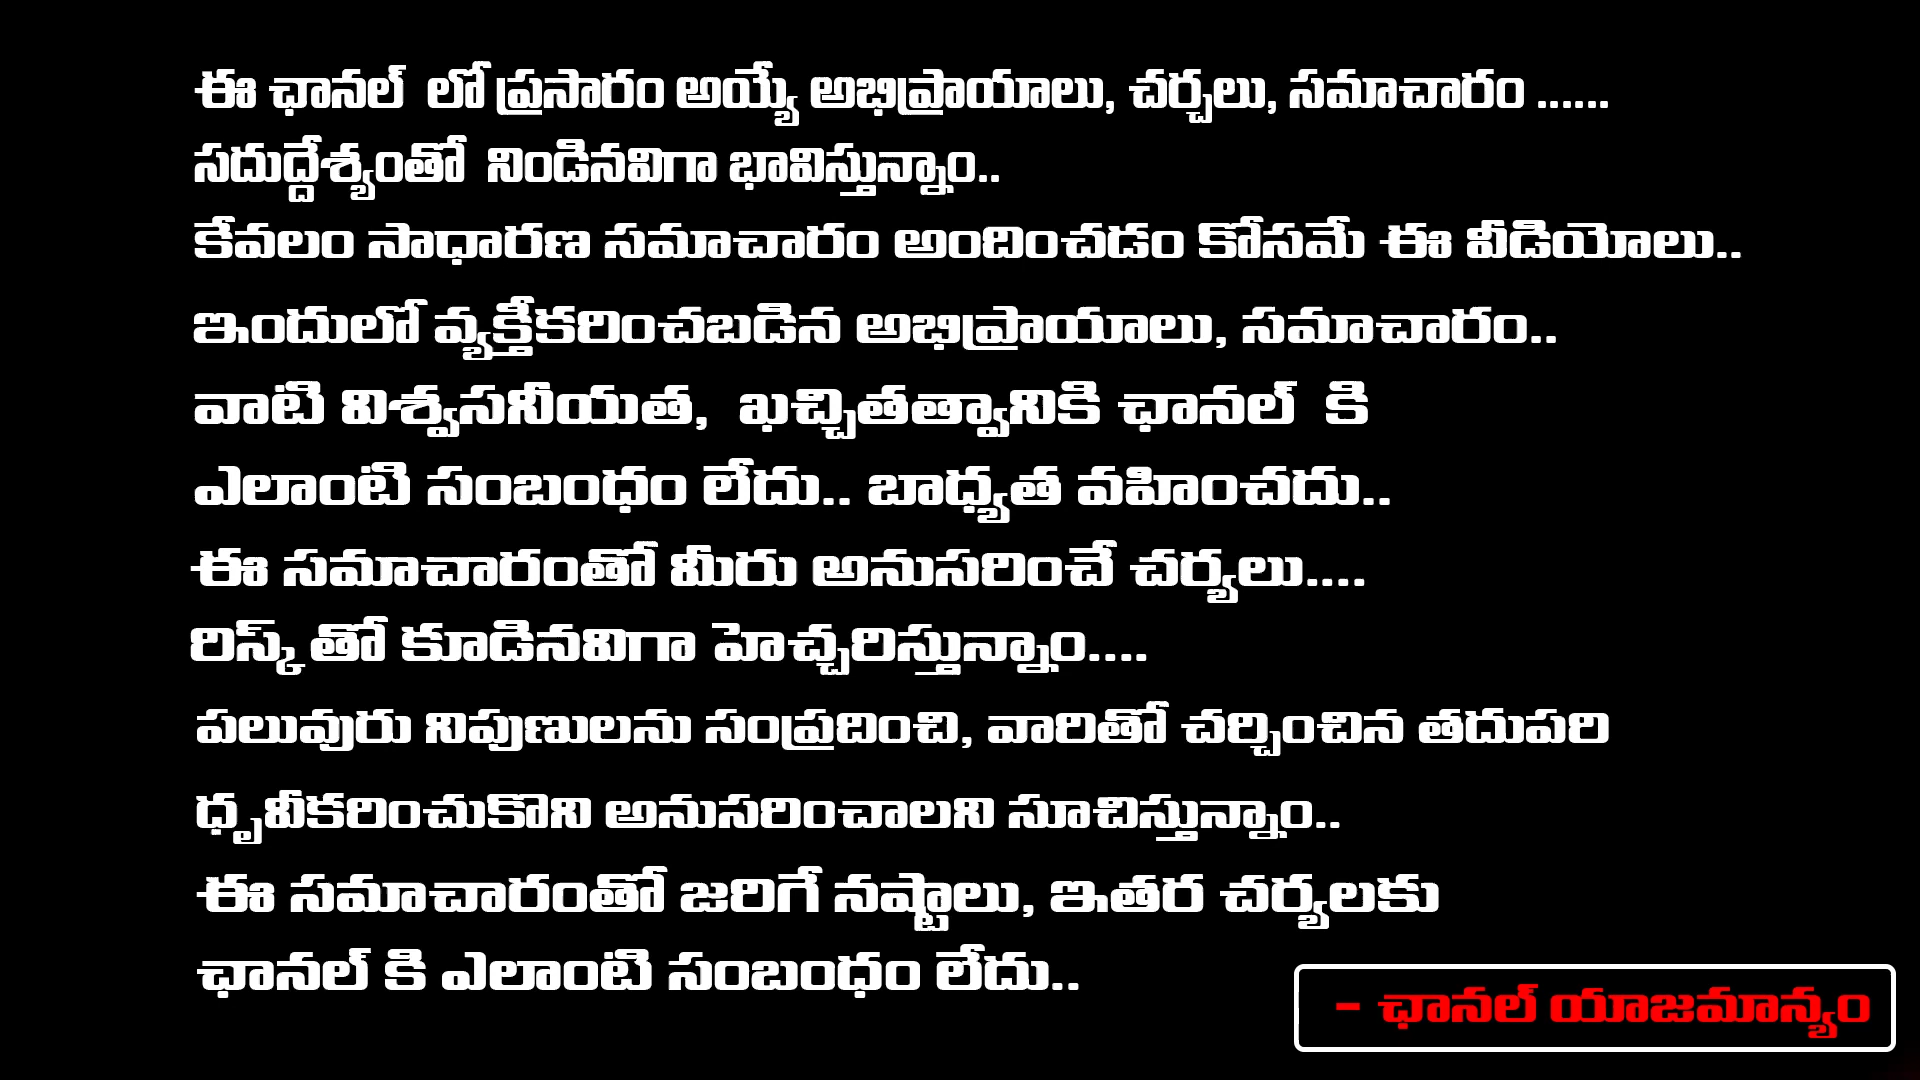 ఈ ఛానల్ లో ప్రసారం అయ్యే అభిప్రాయాలు, చర్చలు, సమాచారం ......
సదుద్దేశ్యంతో నిండినవిగా భావిస్తున్నాం..
కేవలం సాధారణ సమాచారం అందించడం కోసమే ఈ వీడియోలు..
ఇందులో వ్యక్తీకరించబడిన అభిప్రాయాలు, సమాచారం..
వాటి విశ్వసనీయత, ఖచ్చితత్వానికి ఛానల్ కి
ఎలాంటి సంబంధం లేదు.. బాధ్యత వహించదు..
ఈ సమాచారంతో మీరు అనుసరించే చర్యలు....
రిస్క్ తో కూడినవిగా హెచ్చరిస్తున్నాం....
పలువురు నిపుణులను సంప్రదించి, వారితో చర్చించిన తదుపరి
ధృవీకరించుకొని అనుసరించాలని సూచిస్తున్నాం..
ఈ సమాచారంతో జరిగే నష్టాలు, ఇతర చర్యలకు
ఛానల్ కి ఎలాంటి సంబంధం లేదు..
- ఛానల్ యాజమాన్యం